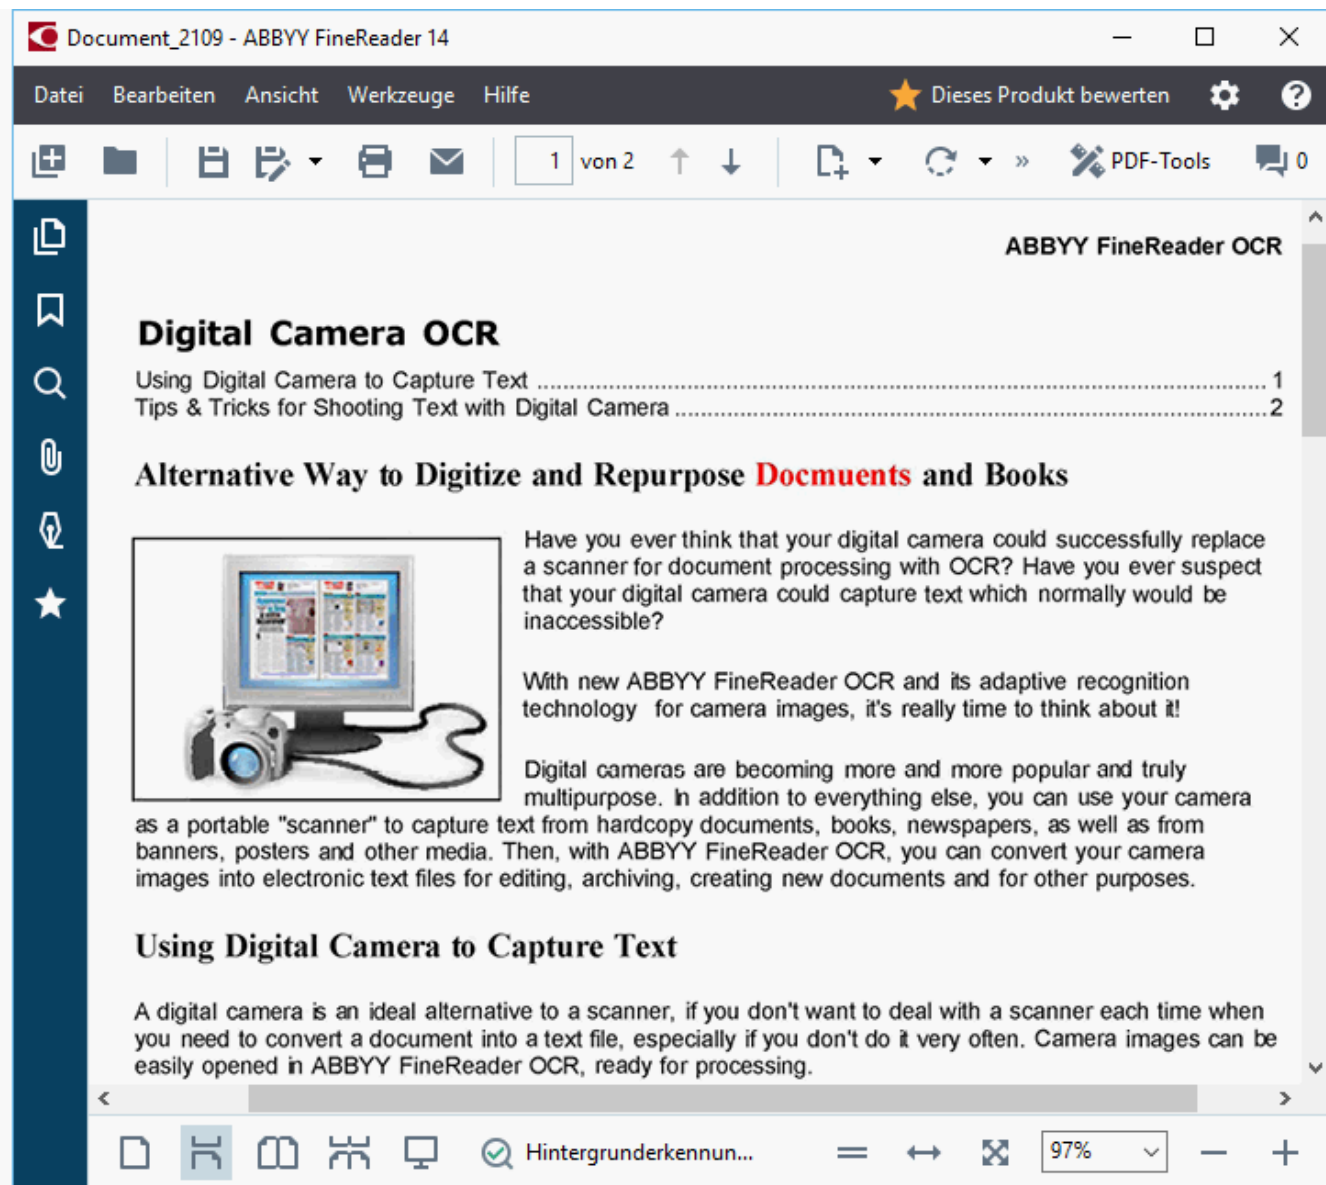 Document_2109 - ABBYY FineReader 14
Datei Bearbeiten Ansicht Werkzeuge Hilfe Dieses Produkt bewerten
1 von 2 PDF-Tools 0
ABBYY FineReader OCR
Digital Camera OCR
Using Digital Camera to Capture Text ........................................ 1
Tips & Tricks for Shooting Text with Digital Camera ........................................ 2
Alternative Way to Digitize and Repurpose Docmuents and Books
Have you ever think that your digital camera could successfully replace
a scanner for document processing with OCR? Have you ever suspect
that your digital camera could capture text which normally would be
inaccessible?
With new ABBYY FineReader OCR and its adaptive recognition
technology for camera images, it's really time to think about it!
Digital cameras are becoming more and more popular and truly
multipurpose. In addition to everything else, you can use your camera
as a portable "scanner" to capture text from hardcopy documents, books, newspapers, as well as from
banners, posters and other media. Then, with ABBYY FineReader OCR, you can convert your camera
images into electronic text files for editing, archiving, creating new documents and for other purposes.
Using Digital Camera to Capture Text
A digital camera is an ideal alternative to a scanner, if you don't want to deal with a scanner each time when
you need to convert a document into a text file, especially if you don't do it very often. Camera images can be
easily opened in ABBYY FineReader OCR, ready for processing.
Hintergrunderkennun... 97%